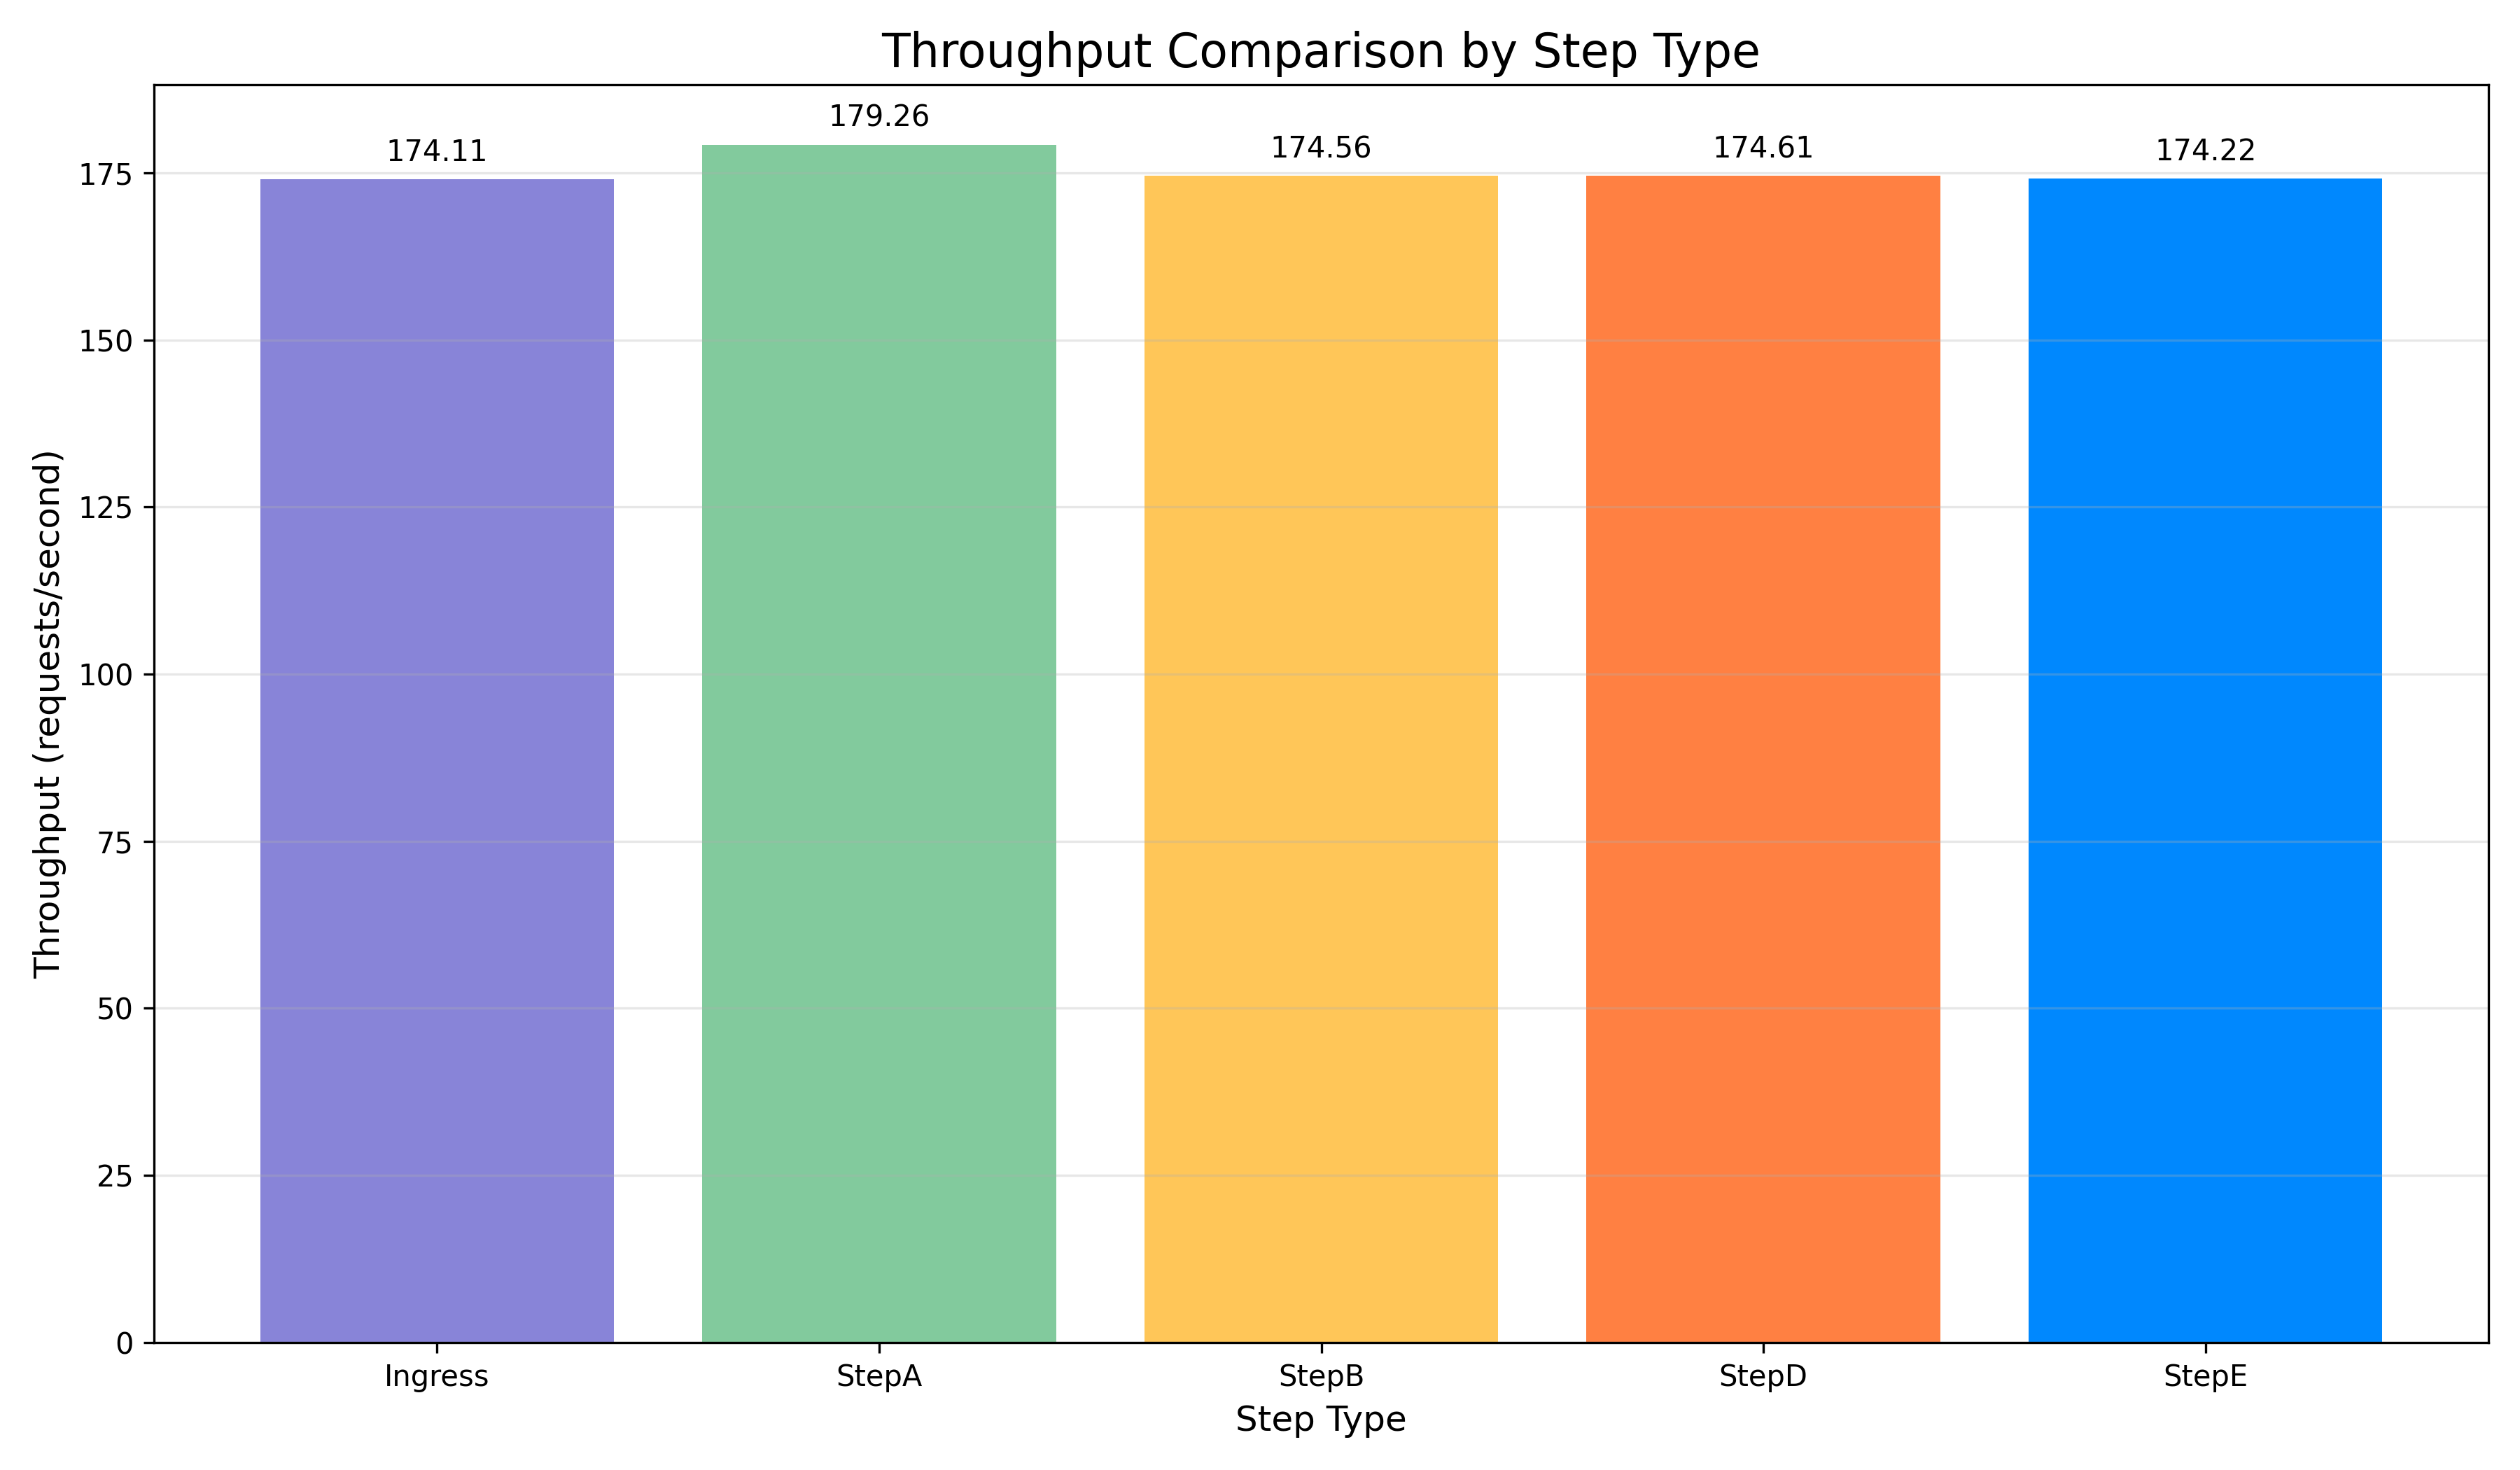 Throughput Comparison by Step Type
Throughput (requests/second)
175
150
125
100
75
50
25
0
174.11
179.26
174.56
174.61
174.22
Ingress
StepA
StepB
StepD
StepE
Step Type